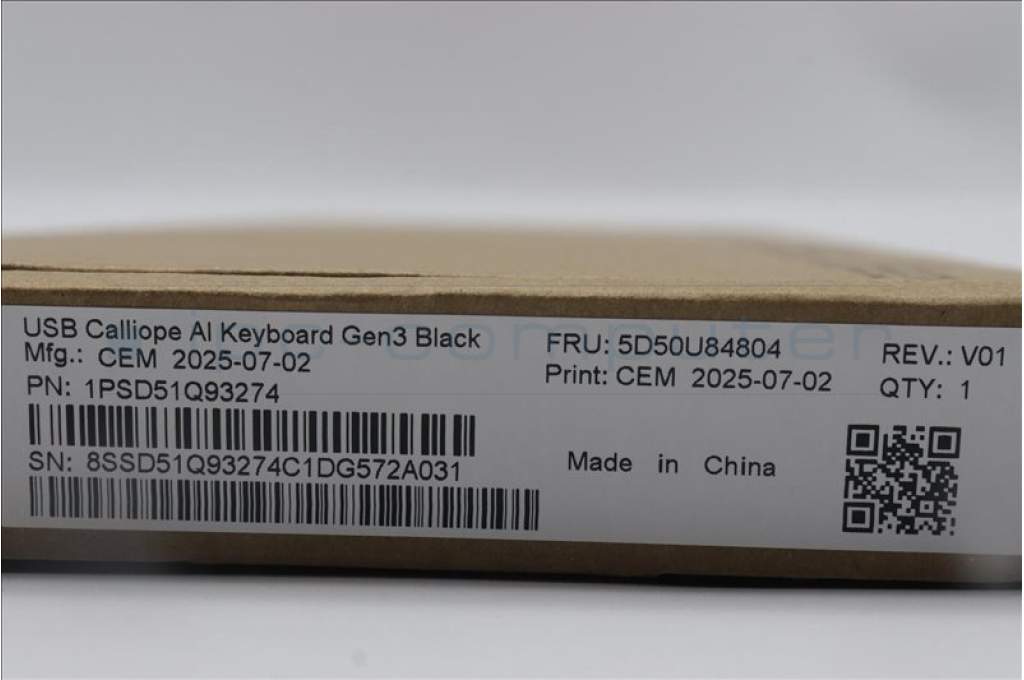 USB Calliope AI Keyboard Gen3 Black
Mfg.: CEM 2025-07-02
PN: 1PSD51Q93274
SN: 8SSD51Q93274C1DG572A031
FRU: 5D50U84804
Print: CEM 2025-07-02
Made in China
REV.: V01
QTY: 1
computer